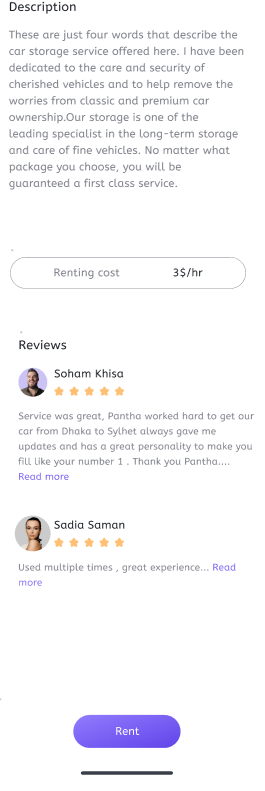 Description
These are just four words that describe the
car storage service offered here. I have been
dedicated to the care and security of
cherished vehicles and to help remove the
worries from classic and premium car
ownership.Our storage is one of the
leading specialist in the long-term storage
and care of fine vehicles. No matter what
package you choose, you will be
guaranteed a first class service.
Renting cost 3$/hr
Reviews
Soham Khisa
Service was great, Pantha worked hard to get our
car from Dhaka to Sylhet always gave me
updates and has a great personality to make you
fill like your number 1 . Thank you Pantha....
Read more
Sadia Saman
Used multiple times , great experience... Read
more
Rent